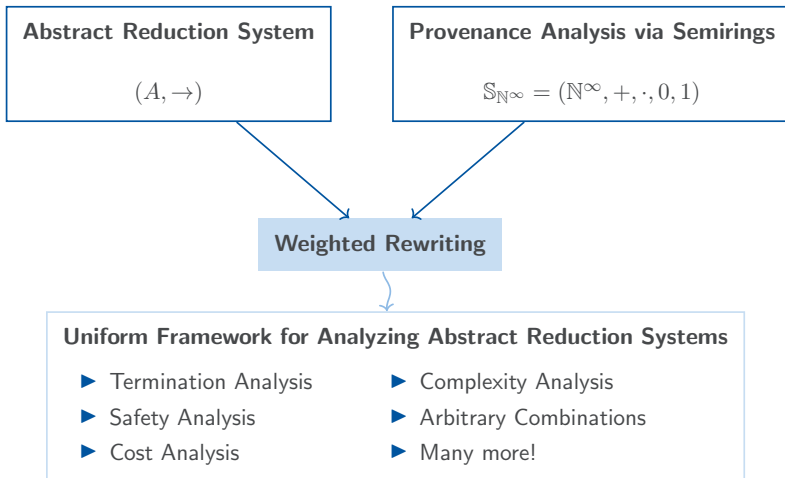 Abstract Reduction System
(A, →)
Provenance Analysis via Semirings
𝕊_{ℕ^∞} = (ℕ^∞, +, ·, 0, 1)
Weighted Rewriting
Uniform Framework for Analyzing Abstract Reduction Systems
▶ Termination Analysis
▶ Safety Analysis
▶ Cost Analysis
▶ Complexity Analysis
▶ Arbitrary Combinations
▶ Many more!